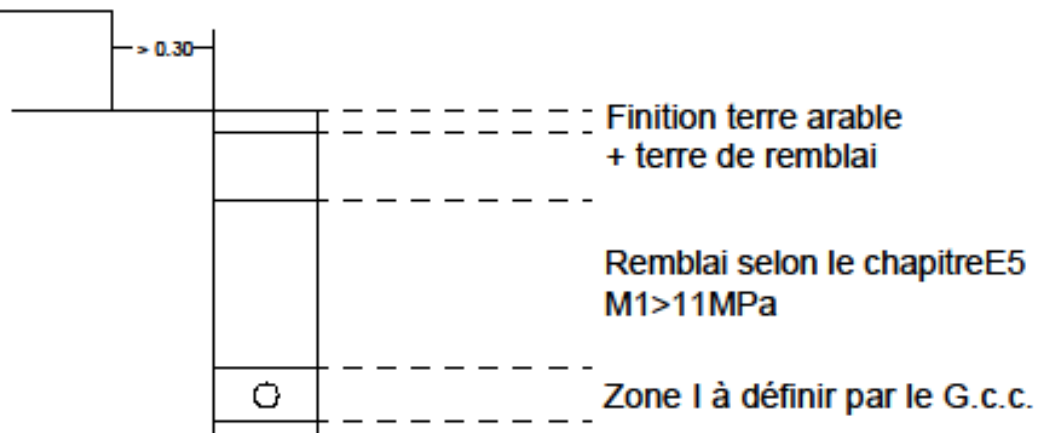 > 0.30
Finition terre arable
+ terre de remblai
Remblai selon le chapitreE5
M1>11MPa
Zone I à définir par le G.c.c.